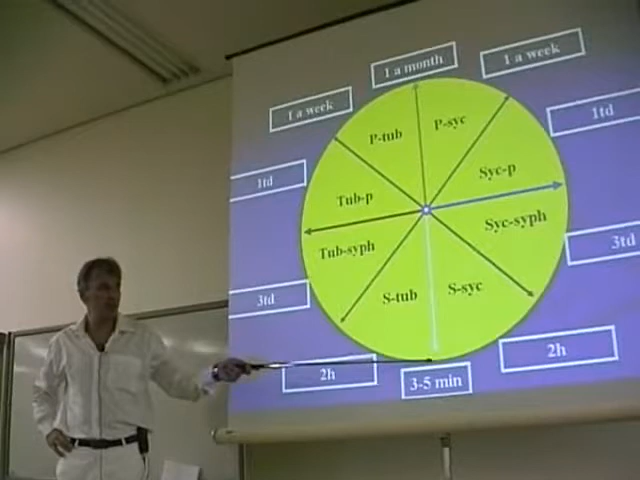 1 a month
1 a week
1 a week
1td
1td
P-tub
P-syc
Tub-p
Syc-p
Tub-syph
Syc-syph
3td
3td
S-tub
S-syc
2h
2h
3-5 min